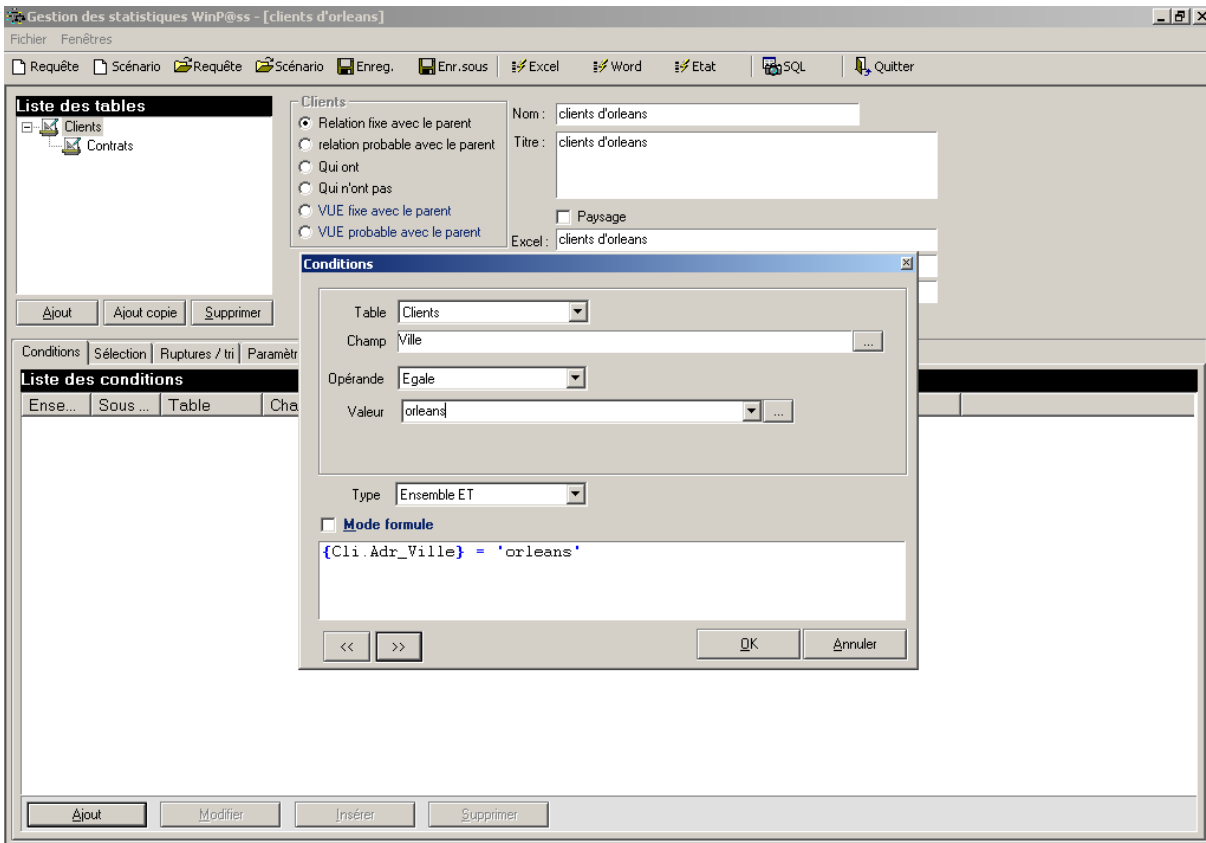 Gestion des statistiques WinP@ss - [clients d'orleans]
Fichier Fenêtres
Requête Scénario Requête Scénario Enreg. Enr.sous Excel Word Etat SQL Quitter
Liste des tables
Clients
Contrats
Ajout Ajout copie Supprimer
Clients
Relation fixe avec le parent
relation probable avec le parent
Qui ont
Qui n'ont pas
VUE fixe avec le parent
VUE probable avec le parent
Nom : clients d'orleans
Titre : clients d'orleans
Paysage
Excel : clients d'orleans
Conditions Sélection Ruptures / tri Paramètr
Liste des conditions
Ense... Sous ... Table Cha
Conditions
Table Clients
Champ Ville ...
Opérande Egale
Valeur orleans ...
Type Ensemble ET
Mode formule
{Cli.Adr_Ville} = 'orleans'
<< >> OK Annuler
Ajout Modifier Insérer Supprimer